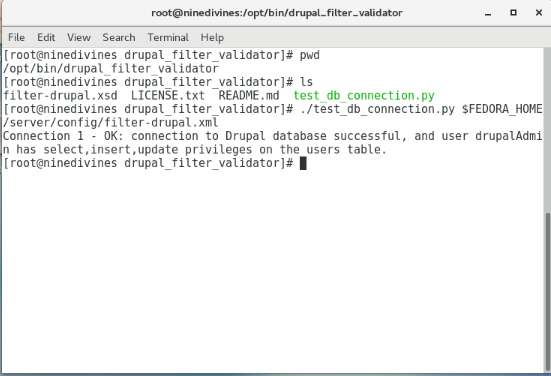 root@ninedivines:/opt/bin/drupal_filter_validator
File Edit View Search Terminal Help
[root@ninedivines drupal_filter_validator]# pwd
/opt/bin/drupal_filter_validator
[root@ninedivines drupal_filter_validator]# ls
filter-drupal.xsd LICENSE.txt README.md test_db_connection.py
[root@ninedivines drupal_filter_validator]# ./test_db_connection.py $FEDORA_HOME
/server/config/filter-drupal.xml
Connection 1 - OK: connection to Drupal database successful, and user drupalAdmi
n has select,insert,update privileges on the users table.
[root@ninedivines drupal_filter_validator]#